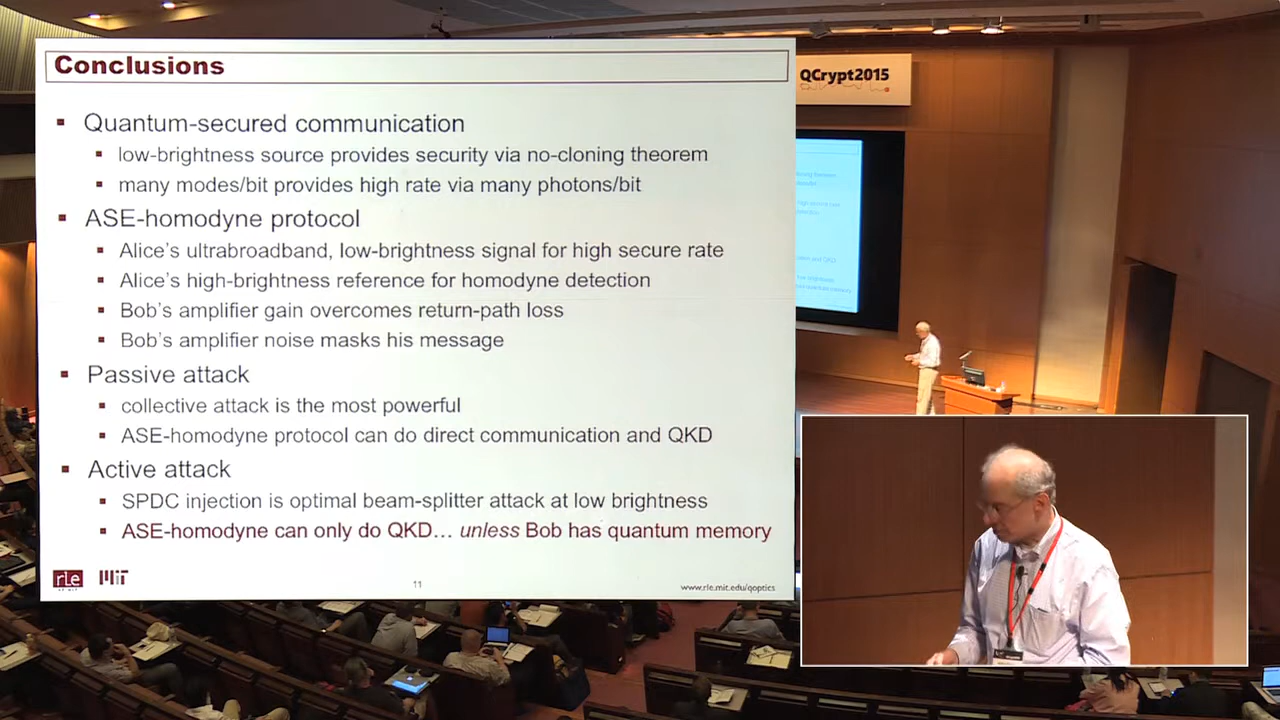 Conclusions
QCrypt2015
Quantum-secured communication
low-brightness source provides security via no-cloning theorem
many modes/bit provides high rate via many photons/bit
ASE-homodyne protocol
Alice's ultrabroadband, low-brightness signal for high secure rate
Alice's high-brightness reference for homodyne detection
Bob's amplifier gain overcomes return-path loss
Bob's amplifier noise masks his message
Passive attack
collective attack is the most powerful
ASE-homodyne protocol can do direct communication and QKD
Active attack
SPDC injection is optimal beam-splitter attack at low brightness
ASE-homodyne can only do QKD... unless Bob has quantum memory
rle MIT
11
www.rle.mit.edu/qoptics